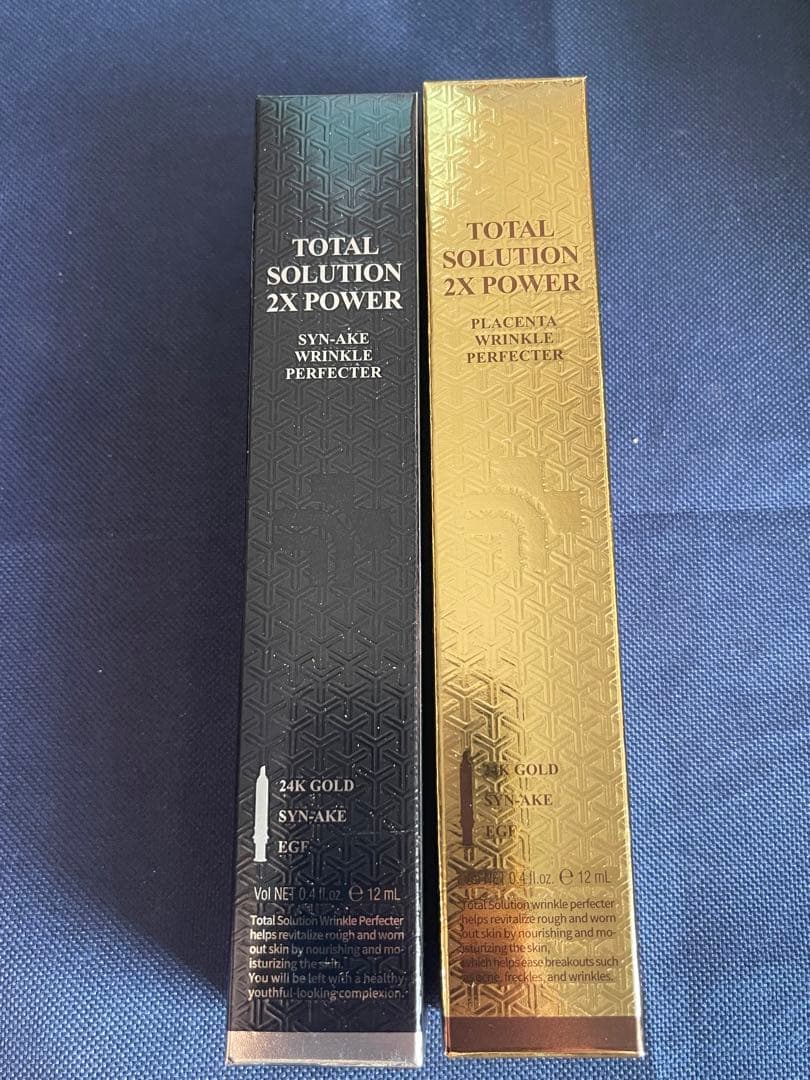 TOTAL
SOLUTION
2X POWER
SYN-AKE
WRINKLE
PERFECTER
24K GOLD
SYN-AKE
EGF
Vol NET 0.4 fl.oz. ℮ 12 mL
Total Solution Wrinkle Perfecter
helps revitalize rough and worn
out skin by nourishing and mo-
isturizing the skin.
You will be left with a healthy
youthful-looking complexion.
TOTAL
SOLUTION
2X POWER
PLACENTA
WRINKLE
PERFECTER
24K GOLD
SYN-AKE
EGF
Vol NET 0.4 fl.oz. ℮ 12 mL
Total Solution wrinkle perfecter
helps revitalize rough and worn
out skin by nourishing and mo-
isturizing the skin,
which helps ease breakouts such
as acne, freckles, and wrinkles.